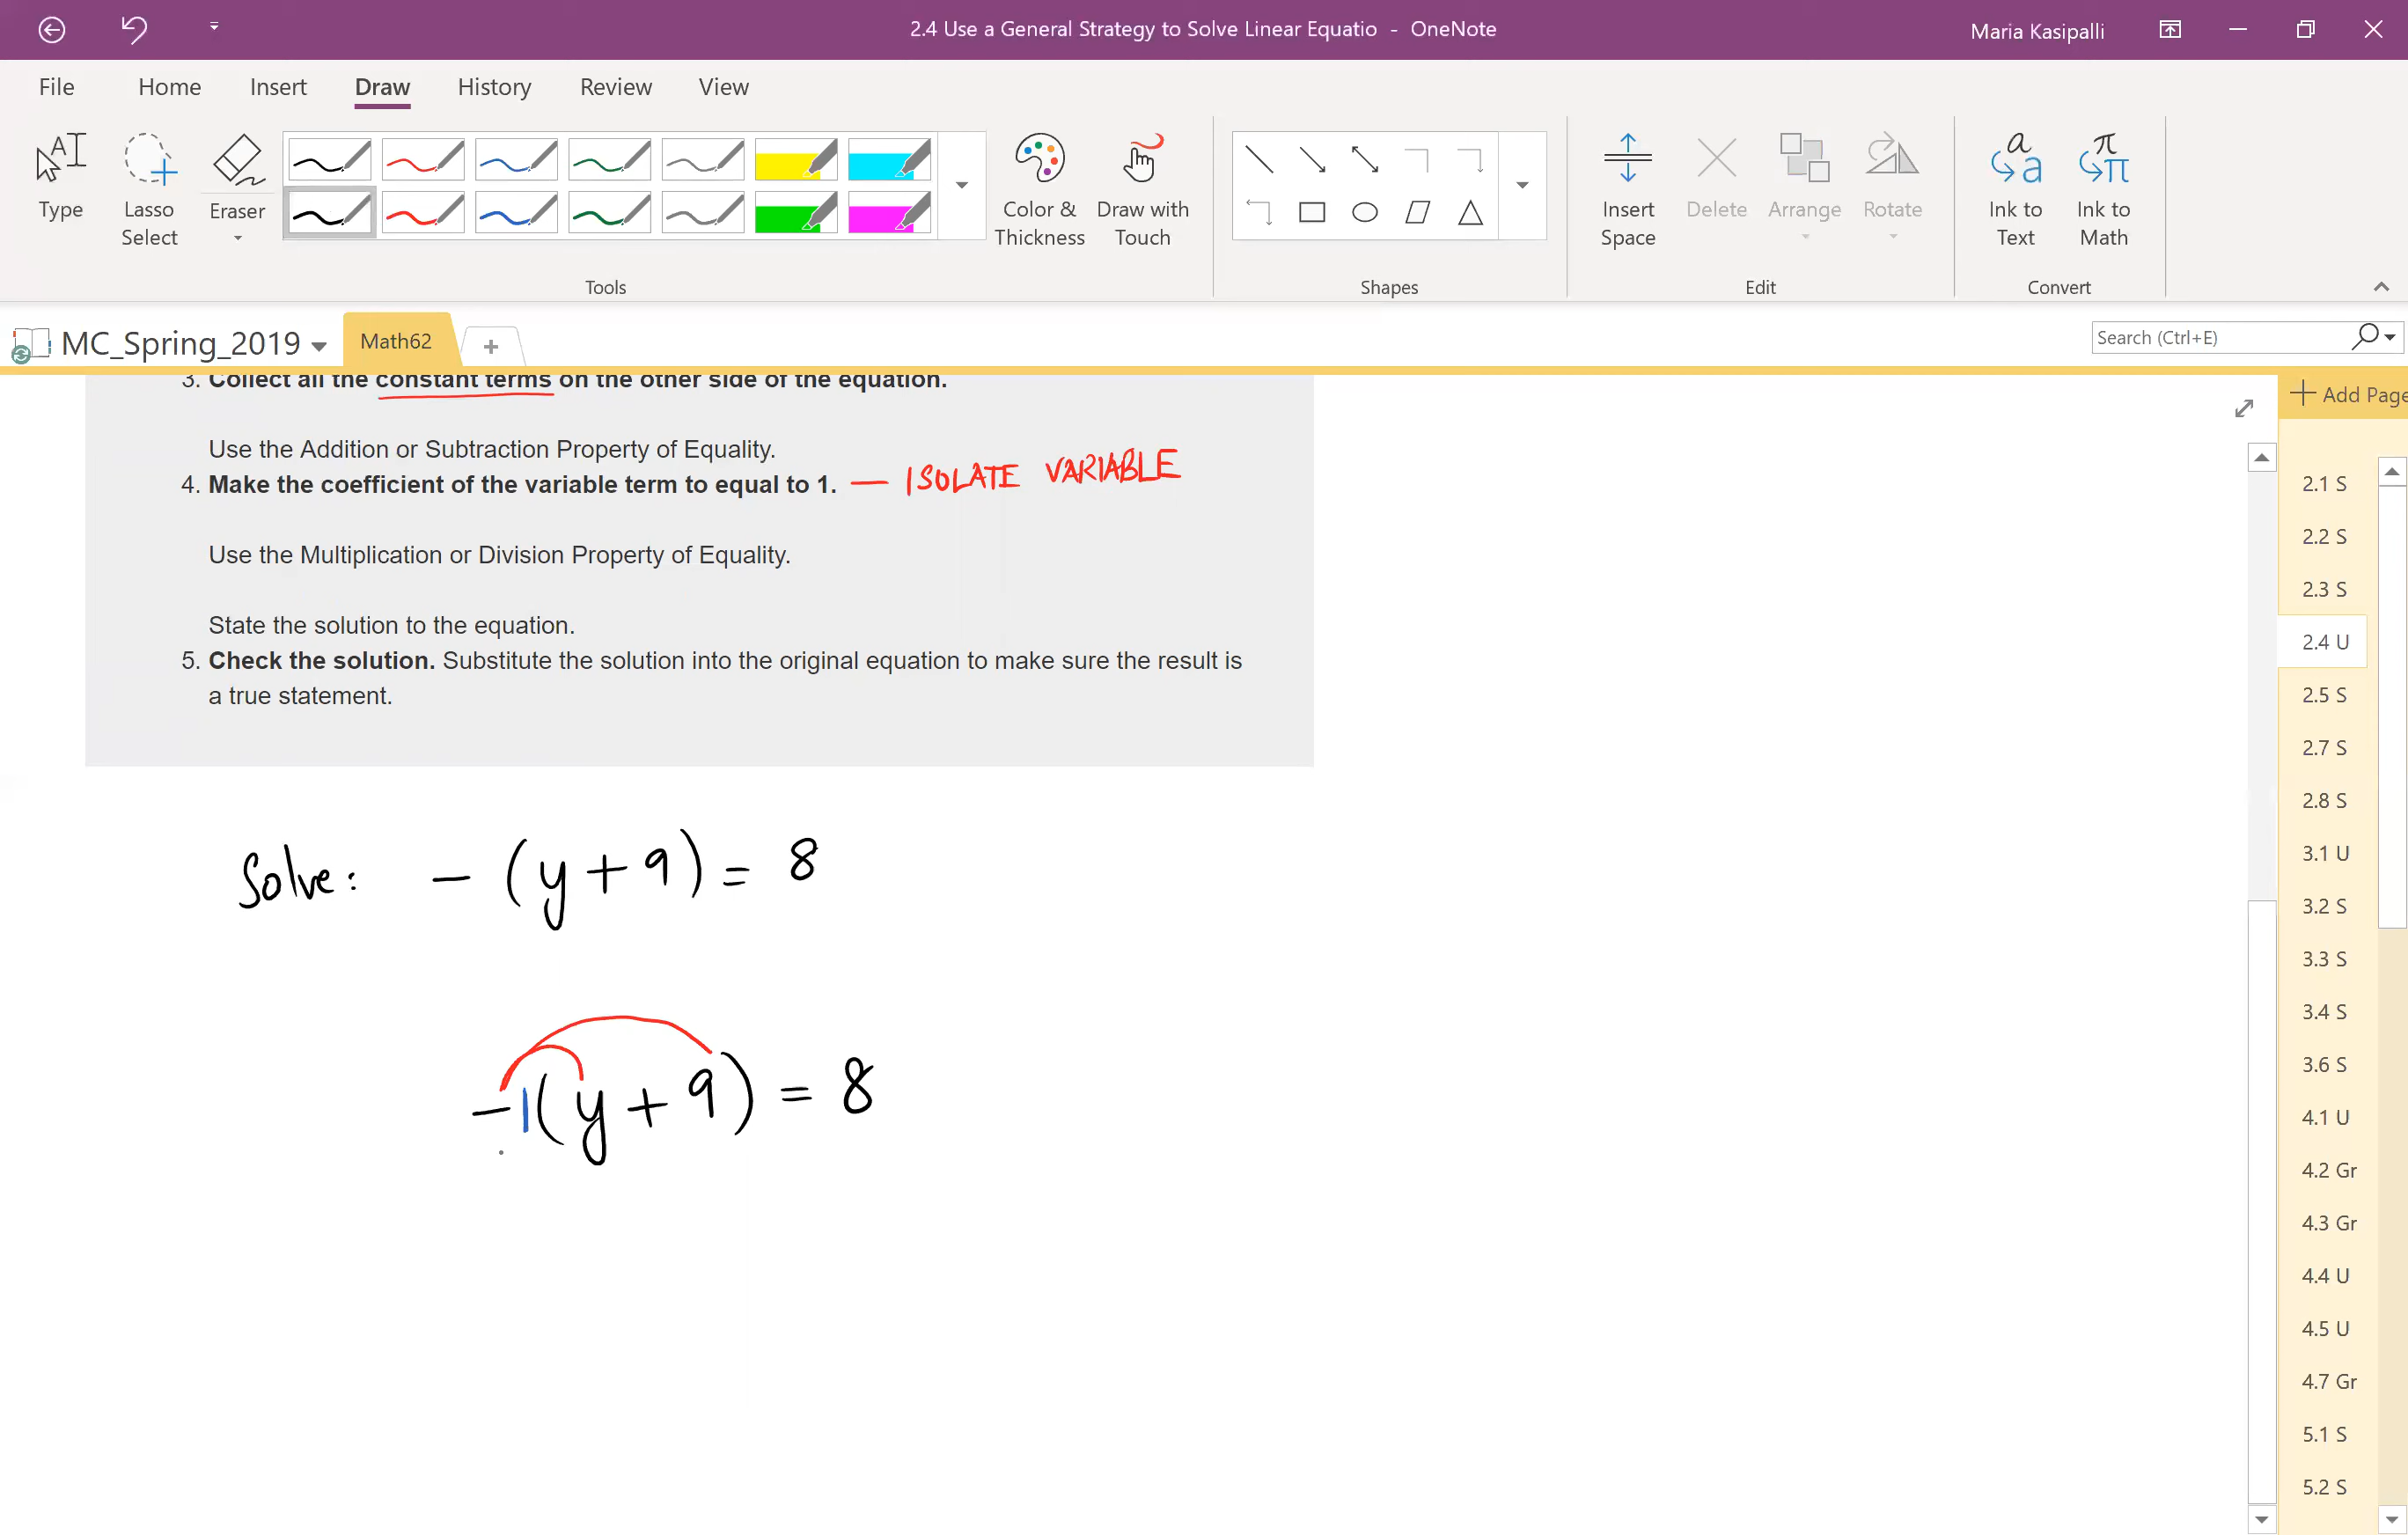 2.4 Use a General Strategy to Solve Linear Equatio - OneNote
Maria Kasipalli
File Home Insert Draw History Review View
Type
Lasso Select
Eraser
Color & Thickness
Draw with Touch
Insert Space
Delete
Arrange
Rotate
Ink to Text
Ink to Math
Tools
Shapes
Edit
Convert
MC_Spring_2019
Math62
Search (Ctrl+E)
3. Collect all the constant terms on the other side of the equation.
Use the Addition or Subtraction Property of Equality.
4. Make the coefficient of the variable term to equal to 1. — ISOLATE VARIABLE
Use the Multiplication or Division Property of Equality.
State the solution to the equation.
5. Check the solution. Substitute the solution into the original equation to make sure the result is
a true statement.
Solve: - (y + 9) = 8
-1(y + 9) = 8
Add Page
2.1 S
2.2 S
2.3 S
2.4 U
2.5 S
2.7 S
2.8 S
3.1 U
3.2 S
3.3 S
3.4 S
3.6 S
4.1 U
4.2 Gr
4.3 Gr
4.4 U
4.5 U
4.7 Gr
5.1 S
5.2 S